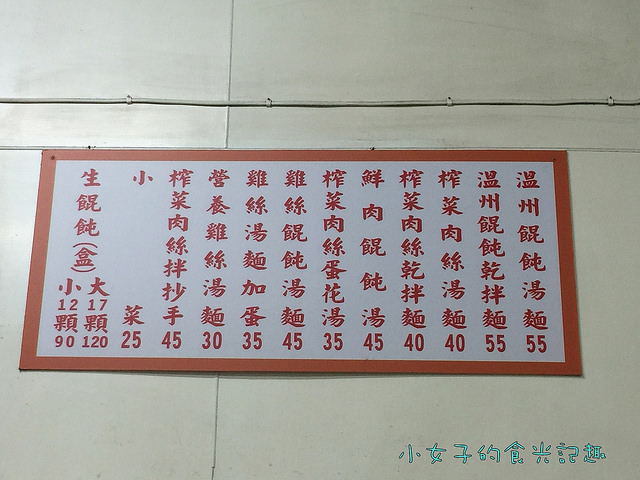 溫州餛飩湯麵 55
溫州餛飩乾拌麵 55
榨菜肉絲湯麵 40
榨菜肉絲乾拌麵 40
鮮肉餛飩湯 45
榨菜肉絲蛋花湯 35
雞絲餛飩湯麵 45
雞絲湯麵加蛋 35
營養雞絲湯麵 30
榨菜肉絲拌抄手 45
小菜 25
生餛飩(盒)
大17顆 120
小12顆 90
小女子的食光記趣